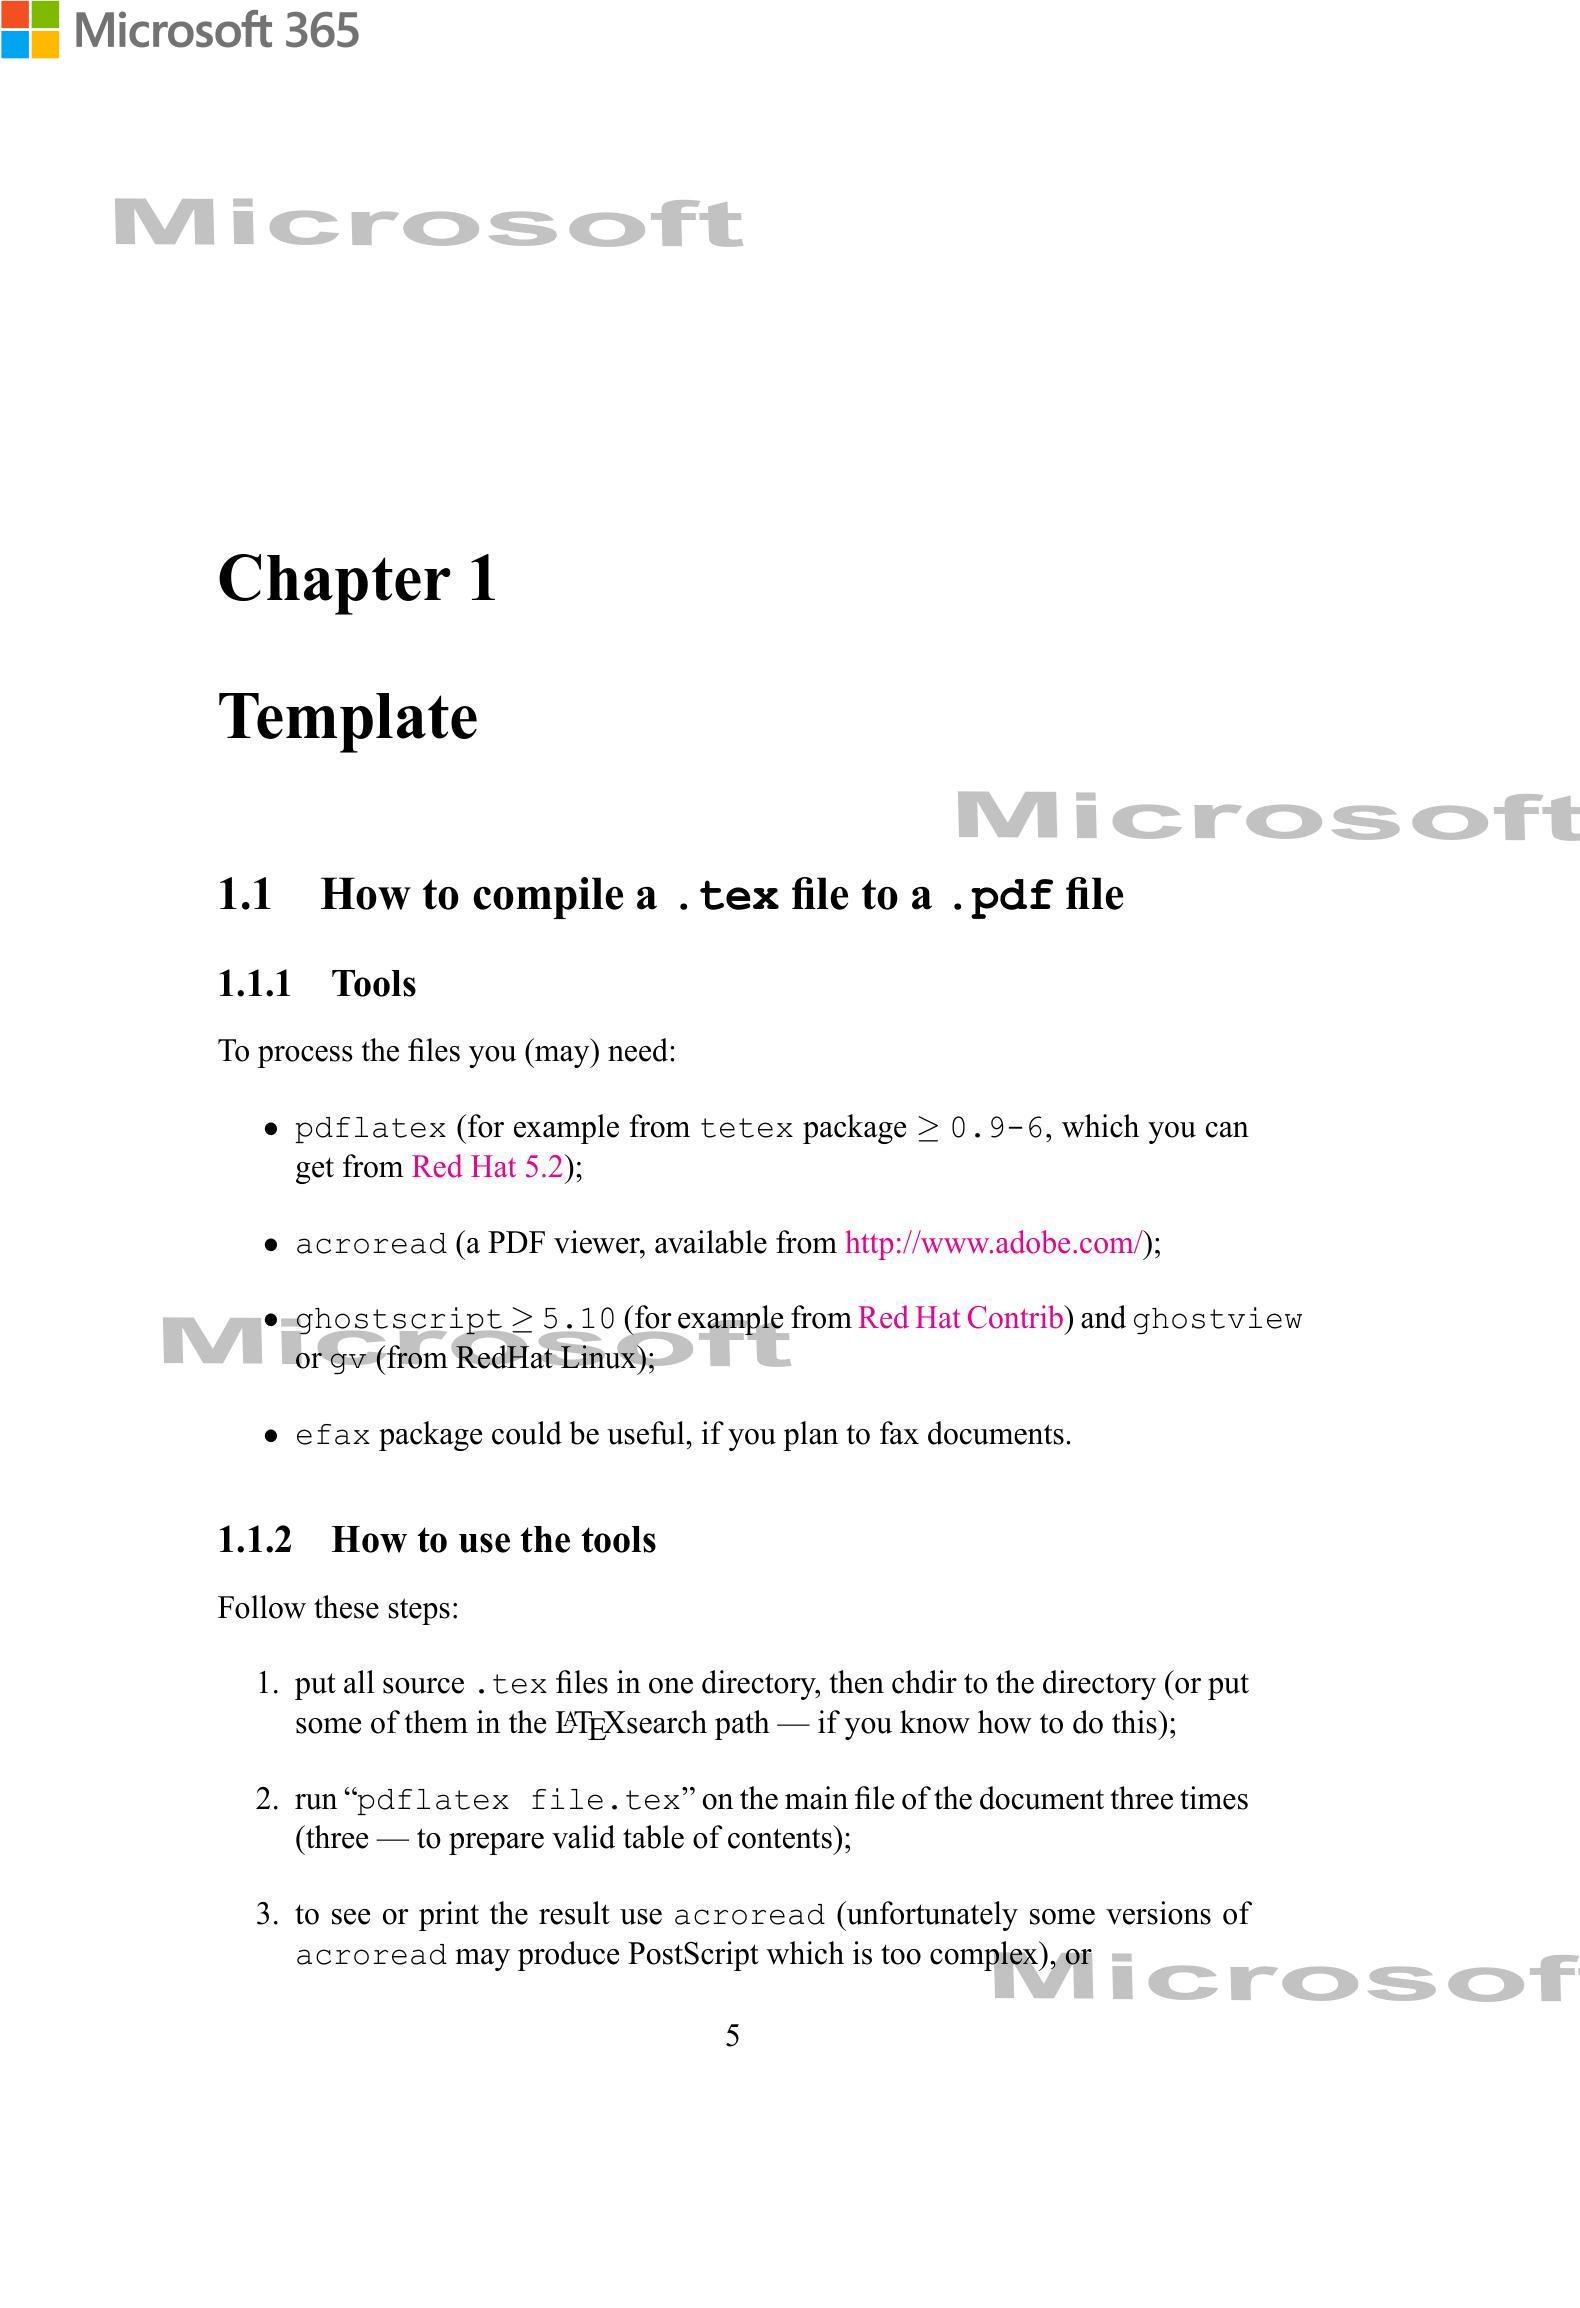 Microsoft 365
Microsoft
Chapter 1
Template
Microsoft
1.1 How to compile a .tex file to a .pdf file
1.1.1 Tools
To process the files you (may) need:
• pdflatex (for example from tetex package ≥ 0.9-6, which you can
get from Red Hat 5.2);
• acroread (a PDF viewer, available from http://www.adobe.com/);
• ghostscript ≥ 5.10 (for example from Red Hat Contrib) and ghostview
Microsoft
or gv (from RedHat Linux);
• efax package could be useful, if you plan to fax documents.
1.1.2 How to use the tools
Follow these steps:
1. put all source .tex files in one directory, then chdir to the directory (or put
some of them in the LATEXsearch path — if you know how to do this);
2. run “pdflatex file.tex” on the main file of the document three times
(three — to prepare valid table of contents);
3. to see or print the result use acroread (unfortunately some versions of
acroread may produce PostScript which is too complex), or
Microsof
5